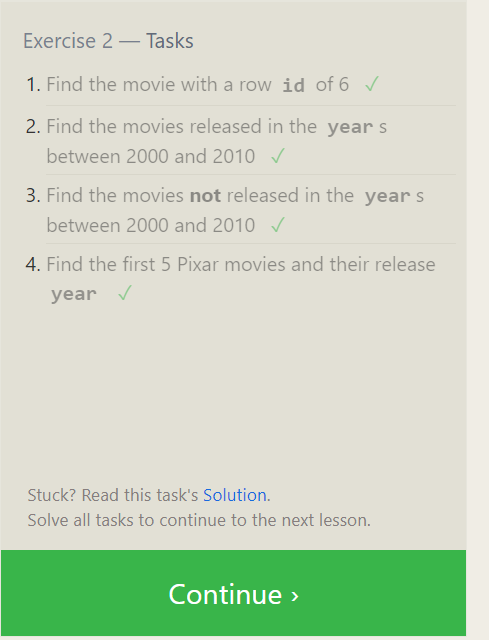 Exercise 2 — Tasks
1. Find the movie with a row id of 6 ✓
2. Find the movies released in the year s
between 2000 and 2010 ✓
3. Find the movies not released in the year s
between 2000 and 2010 ✓
4. Find the first 5 Pixar movies and their release
year ✓
Stuck? Read this task's Solution.
Solve all tasks to continue to the next lesson.
Continue ›